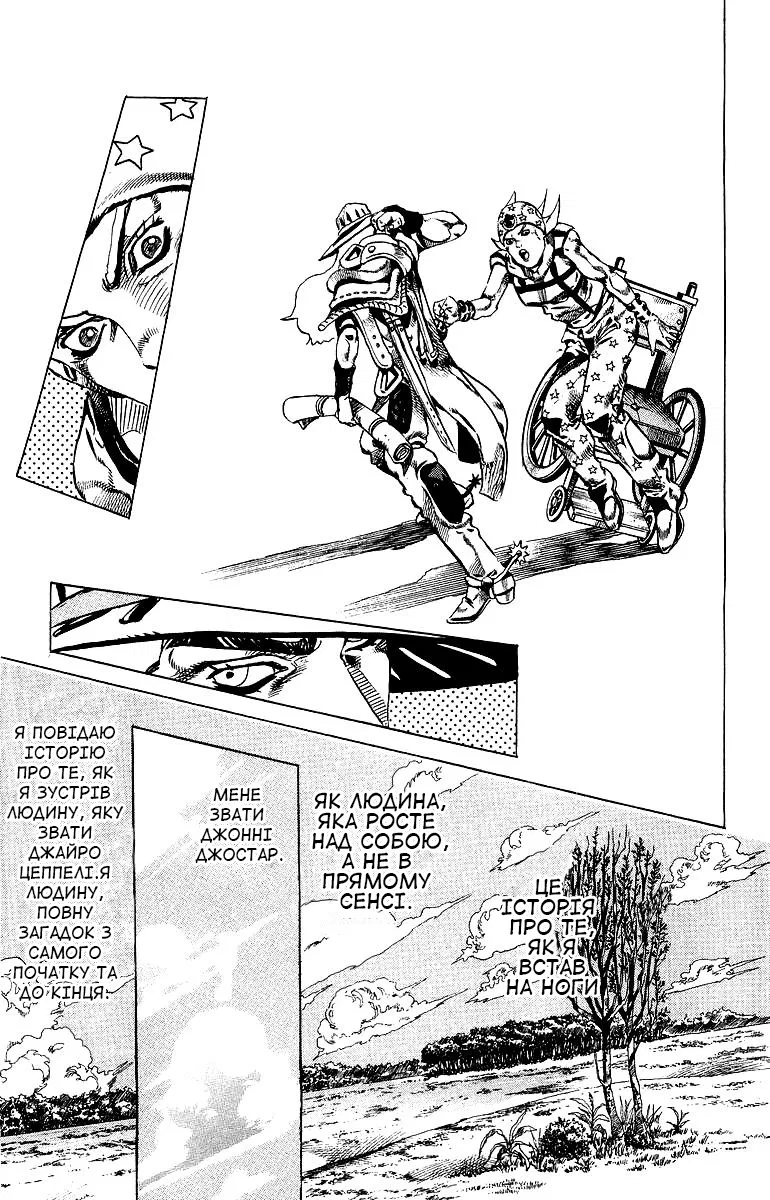 ЦЕ
ІСТОРІЯ
ПРО ТЕ,
ЯК Я
ВСТАВ
НА НОГИ
ЯК ЛЮДИНА,
ЯКА РОСТЕ
НАД СОБОЮ,
А НЕ В
ПРЯМОМУ
СЕНСІ.
МЕНЕ
ЗВАТИ
ДЖОННІ
ДЖОСТАР.
Я ПОВІДАЮ
ІСТОРІЮ
ПРО ТЕ, ЯК
Я ЗУСТРІВ
ЛЮДИНУ, ЯКУ
ЗВАТИ
ДЖАЙРО
ЦЕППЕЛІ.Я
ЛЮДИНУ,
ПОВНУ
ЗАГАДОК З
САМОГО
ПОЧАТКУ ТА
ДО КІНЦЯ.